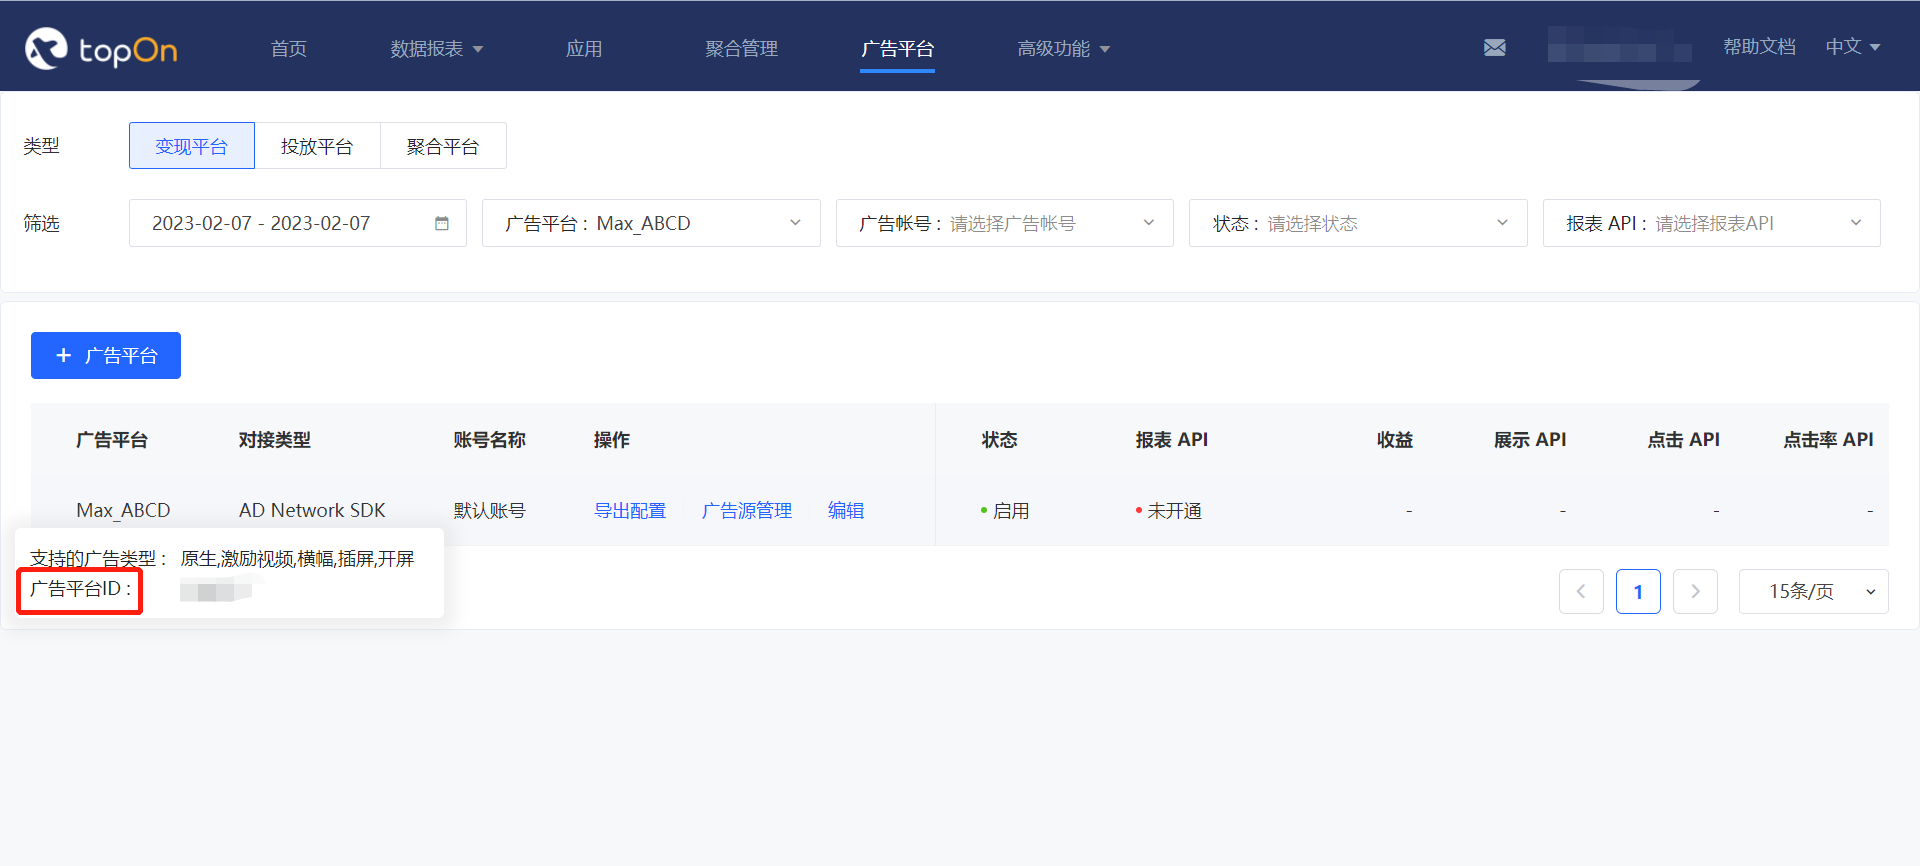 topOn
首页
数据报表
应用
聚合管理
广告平台
高级功能
帮助文档
中文
类型
变现平台
投放平台
聚合平台
筛选
2023-02-07 - 2023-02-07
广告平台 : Max_ABCD
广告帐号 : 请选择广告帐号
状态 : 请选择状态
报表 API : 请选择报表API
+ 广告平台
广告平台 对接类型 账号名称 操作 状态 报表 API 收益 展示 API 点击 API 点击率 API
Max_ABCD AD Network SDK 默认账号 导出配置 广告源管理 编辑 启用 未开通 - - - -
支持的广告类型 : 原生,激励视频,横幅,插屏,开屏
广告平台ID :
1
15条/页